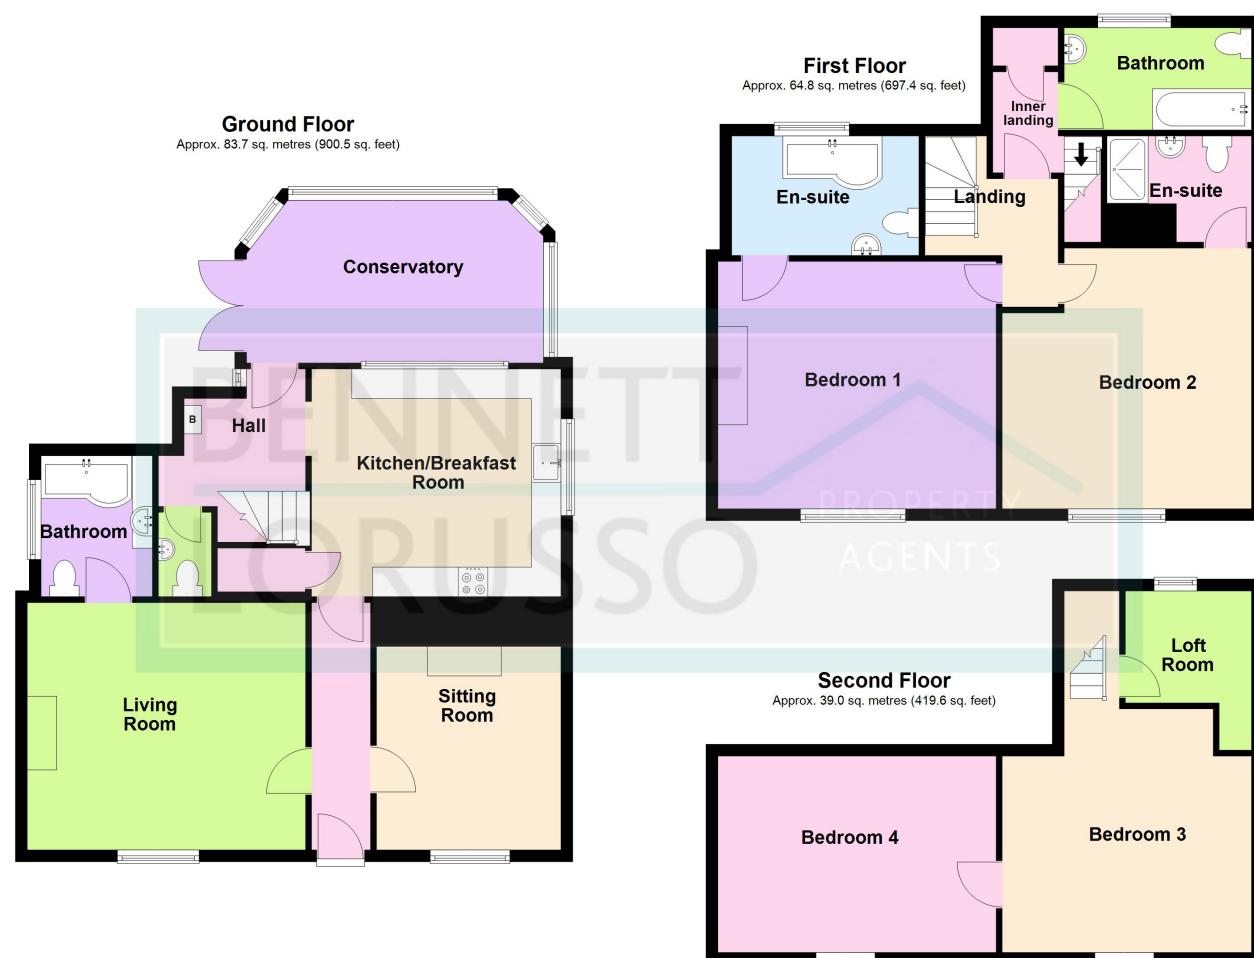 Ground Floor
Approx. 83.7 sq. metres (900.5 sq. feet)
Conservatory
B
Hall
Kitchen/Breakfast
Room
Bathroom
Living
Room
Sitting
Room
First Floor
Approx. 64.8 sq. metres (697.4 sq. feet)
Bathroom
Inner
landing
En-suite
Landing
En-suite
Bedroom 1
Bedroom 2
Second Floor
Approx. 39.0 sq. metres (419.6 sq. feet)
Loft
Room
Bedroom 4
Bedroom 3
BENNETT
LORUSSO
PROPERTY
AGENTS